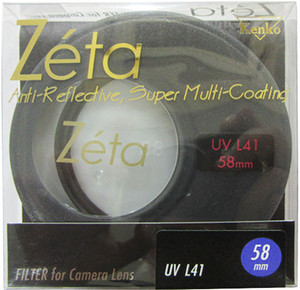 Zéta
Kenko
Zéta
Anti-Reflective, Super Multi-Coating
Zéta
UV L41
58mm
FILTER for Camera Lens
UV L41
58
mm